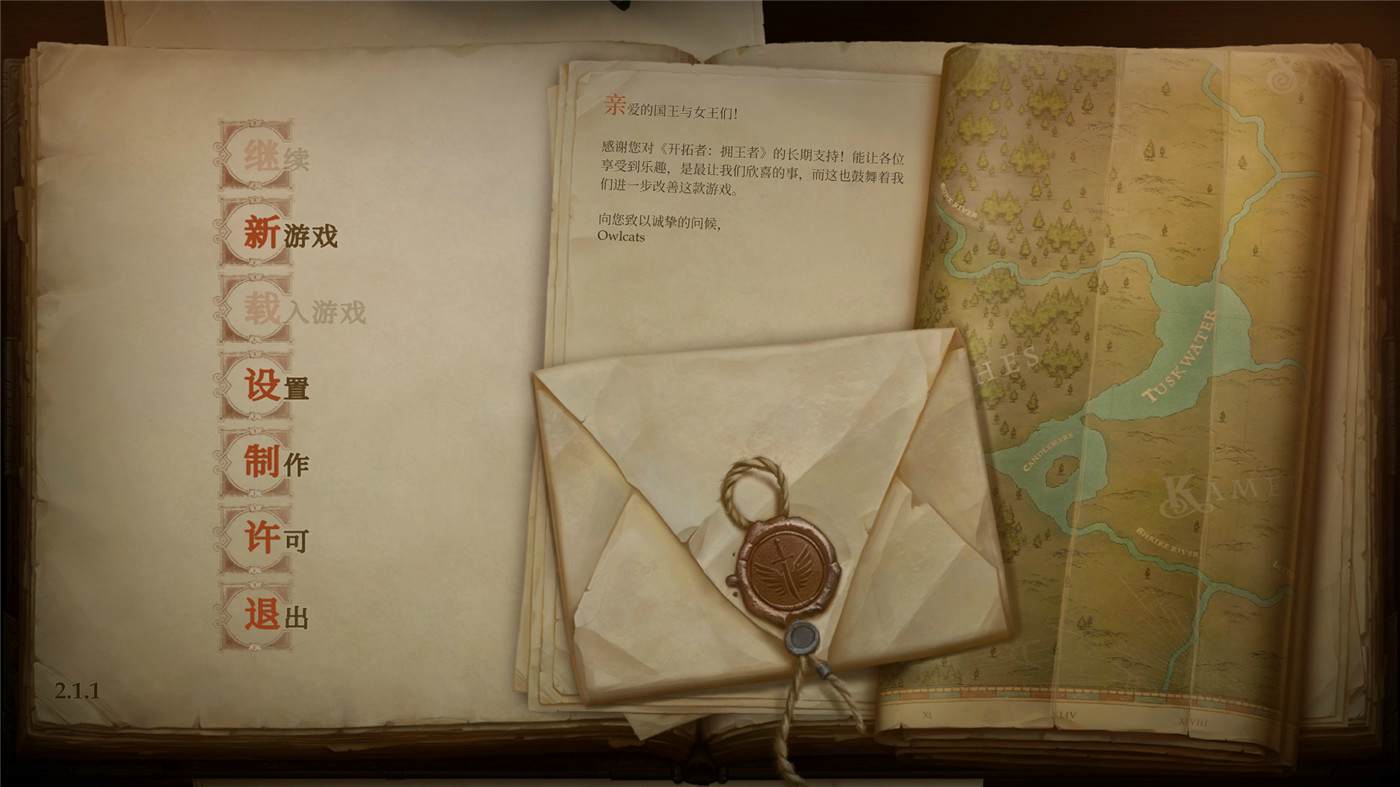 继续
新游戏
载入游戏
设置
制作
许可
退出
2.1.1
亲爱的国王与女王们！
感谢您对《开拓者：拥王者》的长期支持！能让各位
享受到乐趣，是最让我们欣喜的事，而这也鼓舞着我
们进一步改善这款游戏。
向您致以诚挚的问候，
Owlcats
HES
TUSKWATER
CANDLEMERE
KAME
SHRIKE RIVER
XL
XLIV
XLVIII